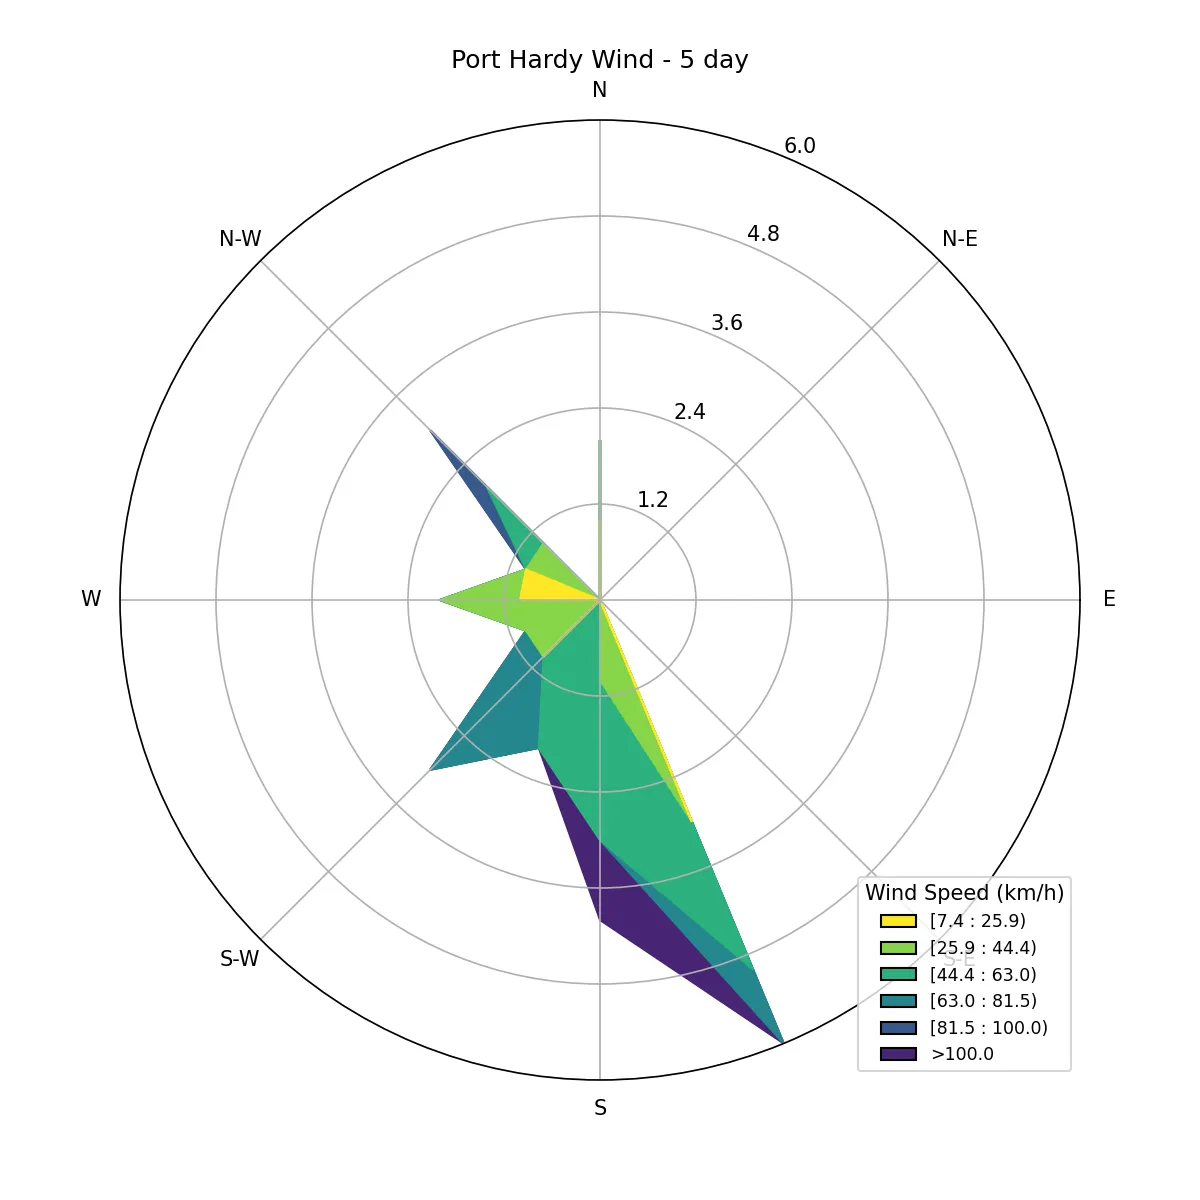 Port Hardy Wind - 5 day
N
6.0
4.8
N-W
N-E
3.6
2.4
1.2
W
E
Wind Speed (km/h)
[7.4 : 25.9)
[25.9 : 44.4)
S-W
S-E
[44.4 : 63.0)
[63.0 : 81.5)
[81.5 : 100.0)
>100.0
S